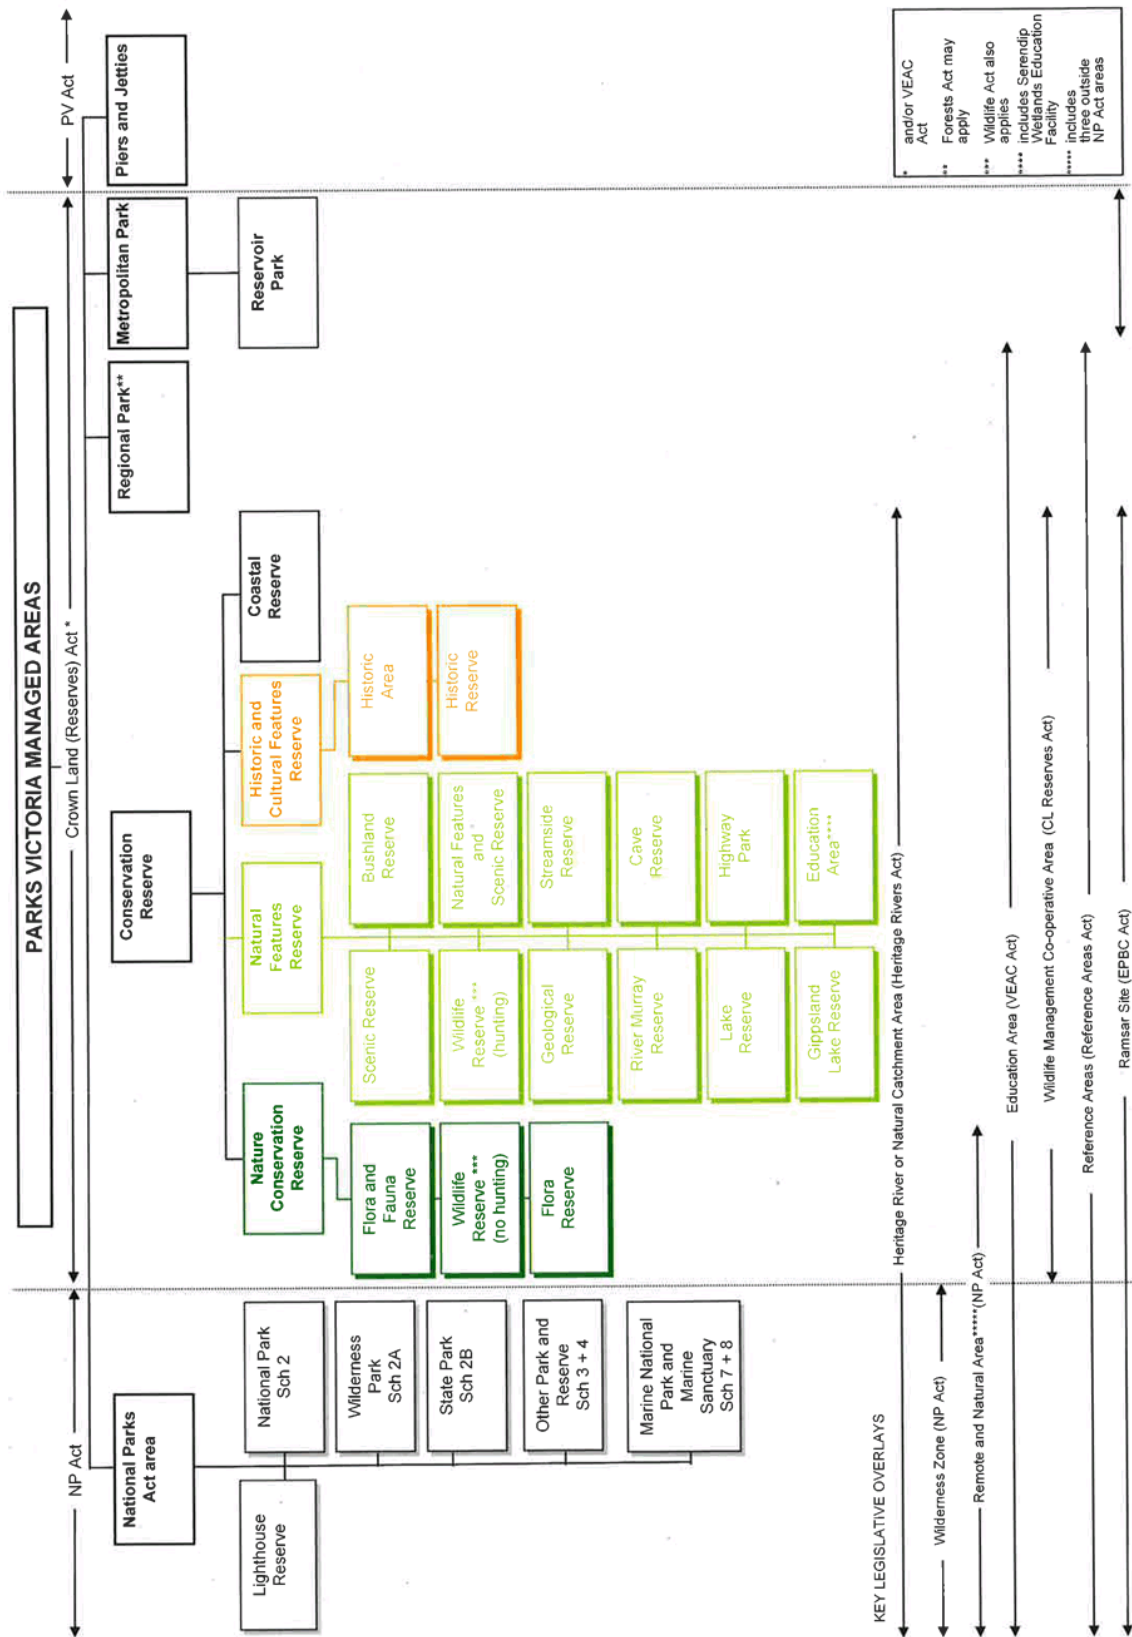 PARKS VICTORIA MANAGED AREAS
NP Act
Crown Land (Reserves) Act *
PV Act
National Parks
Act area
Conservation
Reserve
Regional Park**
Metropolitan Park
Piers and Jetties
Lighthouse
Reserve
National Park
Sch 2
Wilderness
Park
Sch 2A
State Park
Sch 2B
Other Park and
Reserve
Sch 3 + 4
Marine National
Park and
Marine
Sanctuary
Sch 7 + 8
Nature
Conservation
Reserve
Flora and
Fauna
Reserve
Wildlife
Reserve ***
(no hunting)
Flora
Reserve
Natural
Features
Reserve
Scenic Reserve
Wildlife
Reserve ***
(hunting)
Geological
Reserve
River Murray
Reserve
Lake
Reserve
Gippsland
Lake Reserve
Bushland
Reserve
Natural Features
and
Scenic Reserve
Streamside
Reserve
Cave
Reserve
Highway
Park
Education
Area****
Historic and
Cultural Features
Reserve
Historic
Area
Historic
Reserve
Coastal
Reserve
Reservoir
Park
KEY LEGISLATIVE OVERLAYS
Heritage River or Natural Catchment Area (Heritage Rivers Act)
Wilderness Zone (NP Act)
Remote and Natural Area*****(NP Act)
Education Area (VEAC Act)
Wildlife Management Co-operative Area (CL Reserves Act)
Reference Areas (Reference Areas Act)
Ramsar Site (EPBC Act)
* and/or VEAC
Act
** Forests Act may
apply
*** Wildlife Act also
applies
**** includes Serendip
Wetlands Education
Facility
***** includes
three outside
NP Act areas